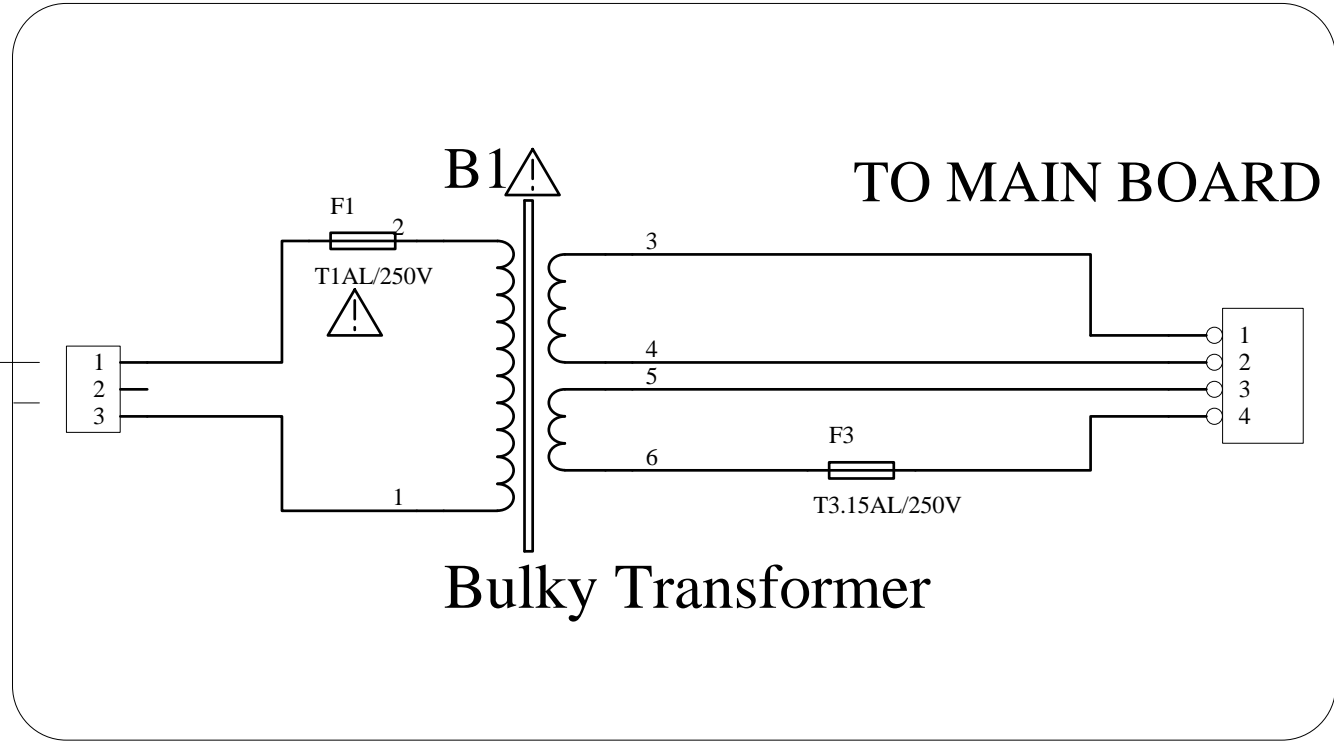 B1
TO MAIN BOARD
F1
2
T1AL/250V
3
4
5
6
1
2
3
1
2
3
4
F3
T3.15AL/250V
1
Bulky Transformer